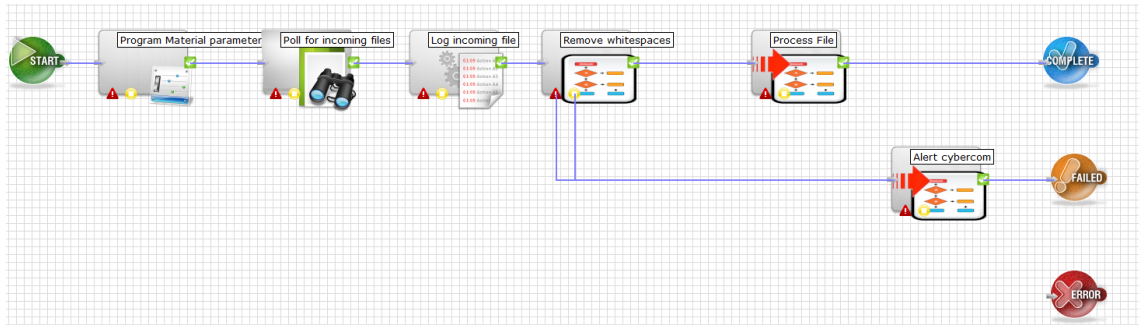 Program Material parameter
Poll for incoming files
Log incoming file
Remove whitespaces
Process File
START
COMPLETE
Alert cybercom
FAILED
ERROR